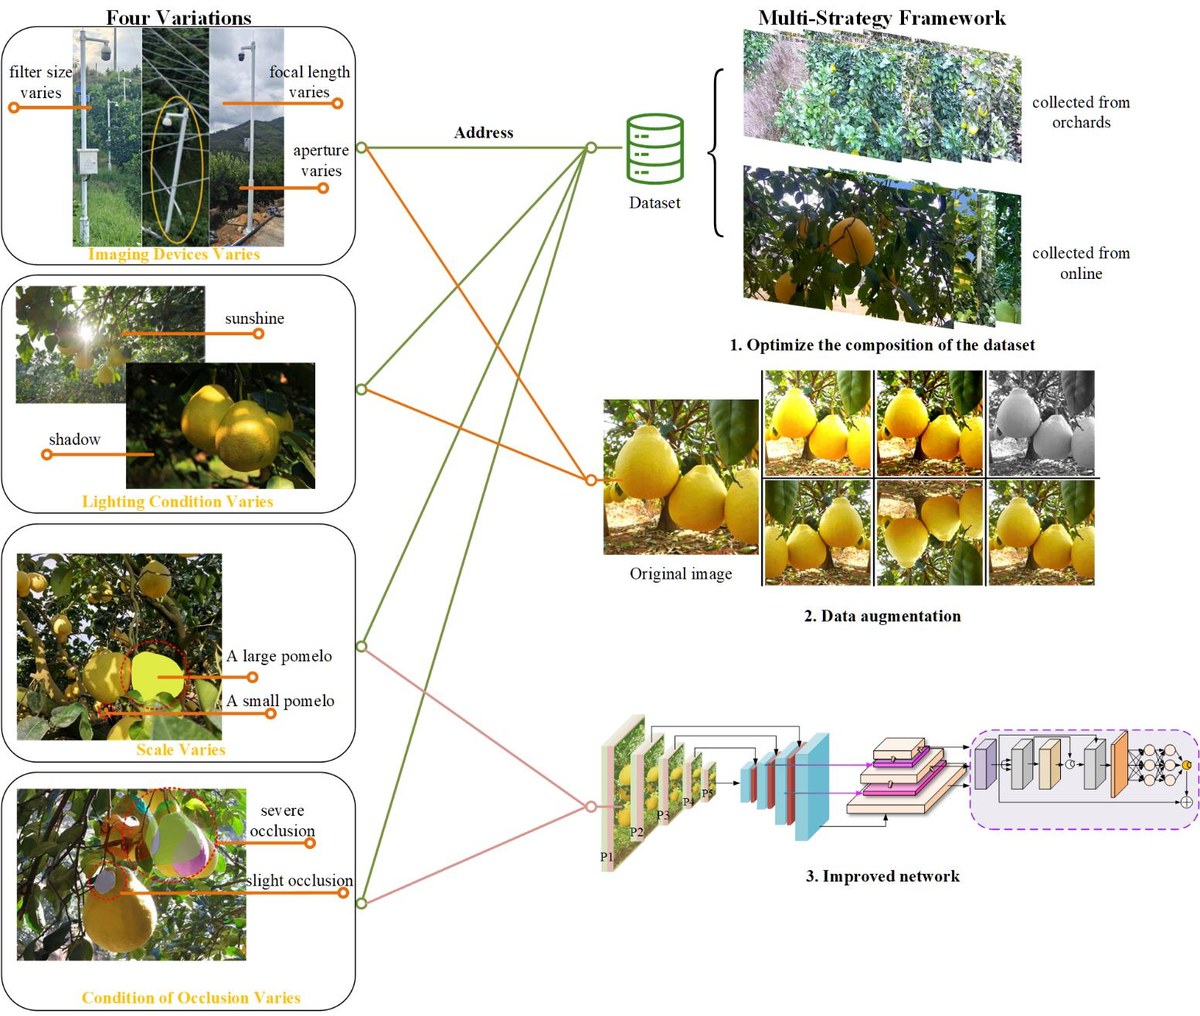 Four Variations
filter size
varies
focal length
varies
aperture
varies
Imaging Devices Varies
sunshine
shadow
Lighting Condition Varies
A large pomelo
A small pomelo
Scale Varies
severe
occlusion
slight occlusion
Condition of Occlusion Varies
Address
Multi-Strategy Framework
Dataset
collected from
orchards
collected from
online
1. Optimize the composition of the dataset
Original image
2. Data augmentation
P1
P2
P3
P4
P5
3. Improved network